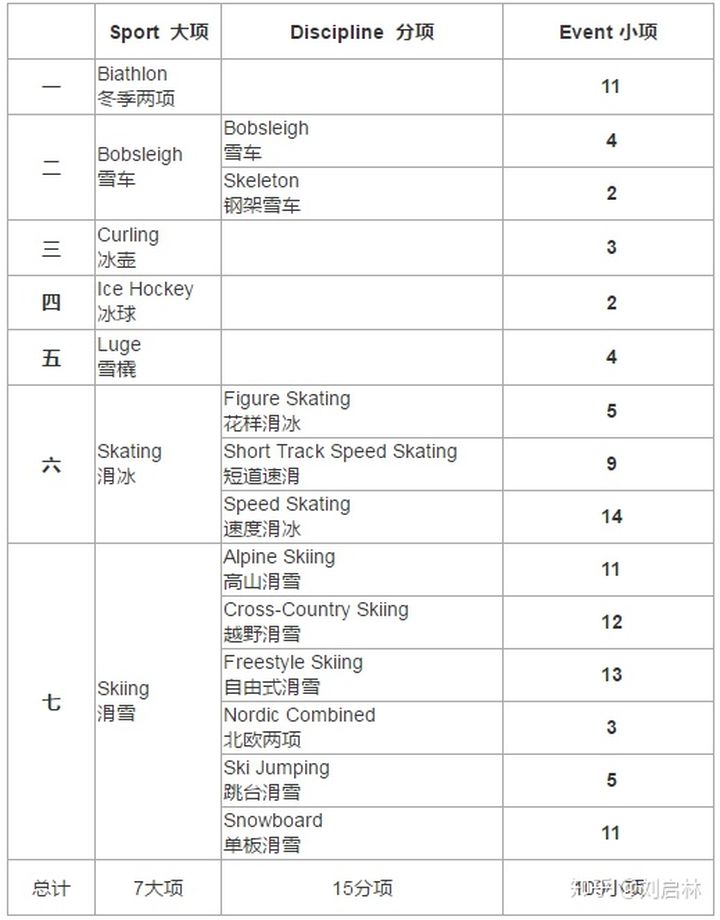 Sport 大项 Discipline 分项 Event 小项
一 Biathlon 11
冬季两项
二 Bobsleigh
雪车
Bobsleigh 4
雪车
Skeleton 2
钢架雪车
三 Curling 3
冰壶
四 Ice Hockey 2
冰球
五 Luge 4
雪橇
六 Skating
滑冰
Figure Skating 5
花样滑冰
Short Track Speed Skating 9
短道速滑
Speed Skating 14
速度滑冰
七 Skiing
滑雪
Alpine Skiing 11
高山滑雪
Cross-Country Skiing 12
越野滑雪
Freestyle Skiing 13
自由式滑雪
Nordic Combined 3
北欧两项
Ski Jumping 5
跳台滑雪
Snowboard 11
单板滑雪
总计 7大项 15分项 小项
知乎 @刘启林